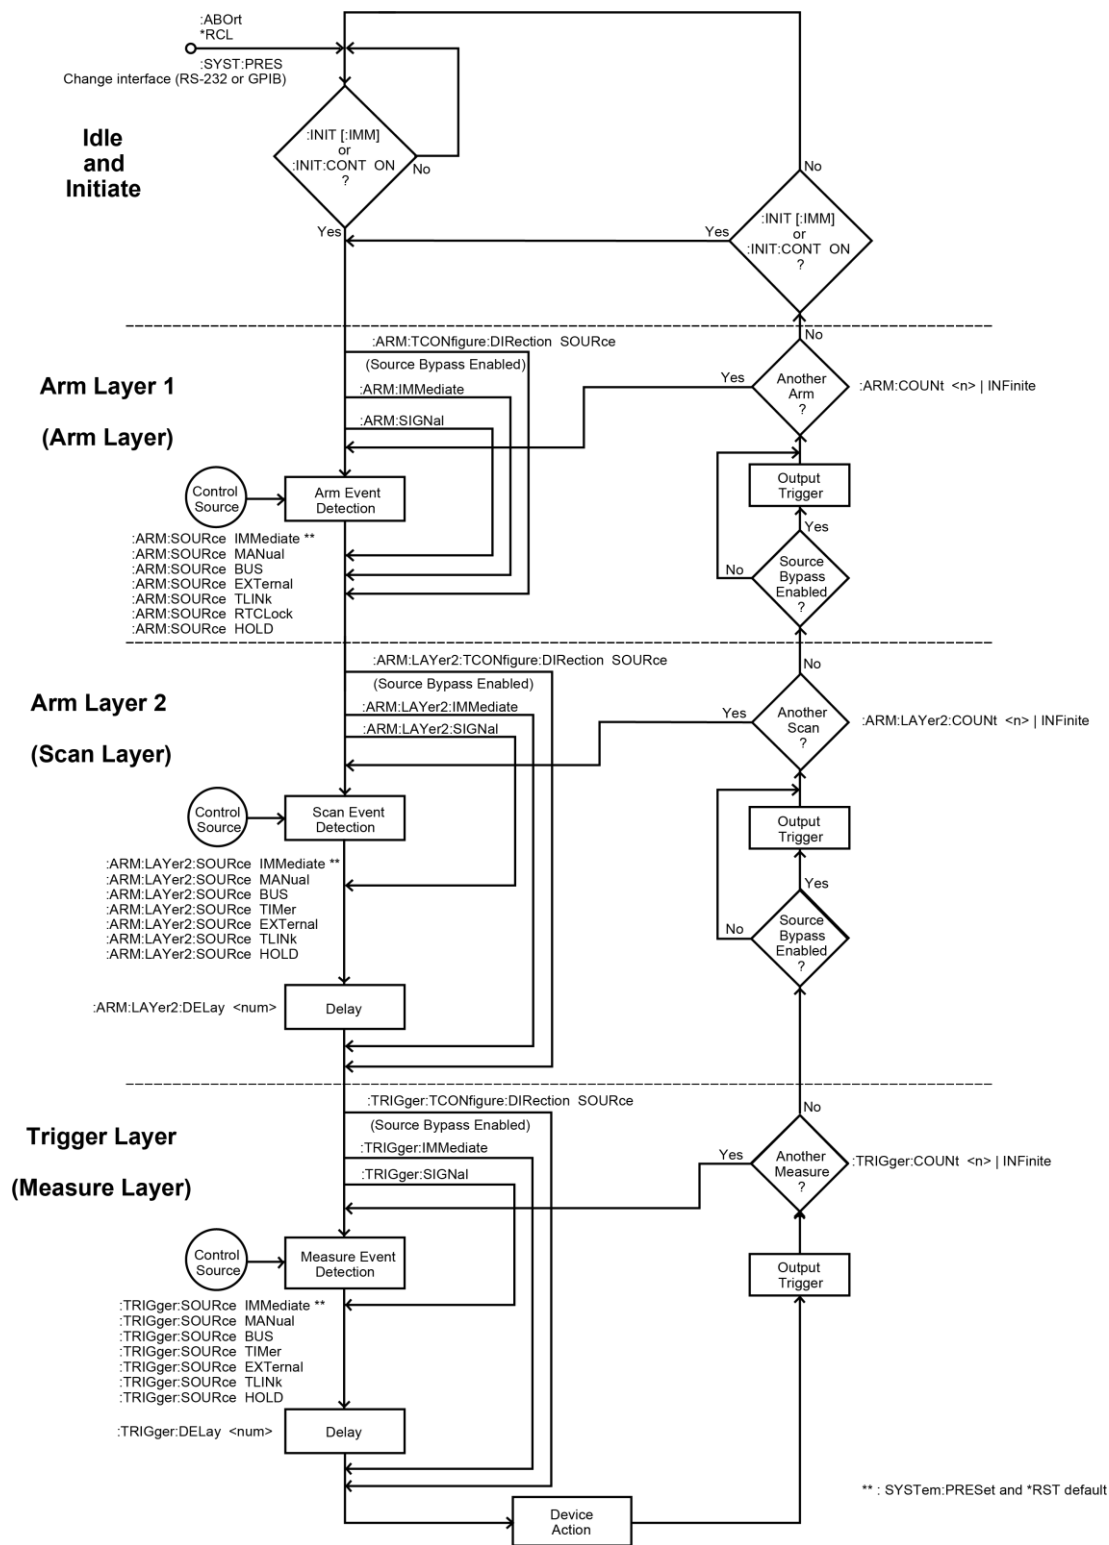 :ABOrt
*RCL
:SYST:PRES
Change interface (RS-232 or GPIB)
Idle
and
Initiate
:INIT [:IMM]
or
:INIT:CONT ON
?
No
Yes
No
:INIT [:IMM]
or
:INIT:CONT ON
?
Yes
No
:ARM:TCONfigure:DIRection SOURce
(Source Bypass Enabled)
:ARM:IMMediate
:ARM:SIGNal
Arm Layer 1
(Arm Layer)
Yes
Another
Arm
?
:ARM:COUNt <n> | INFinite
Control
Source
Arm Event
Detection
Output
Trigger
Yes
:ARM:SOURce IMMediate **
:ARM:SOURce MANual
:ARM:SOURce BUS
:ARM:SOURce EXTernal
:ARM:SOURce TLINk
:ARM:SOURce RTCLock
:ARM:SOURce HOLD
No
Source
Bypass
Enabled
?
No
:ARM:LAYer2:TCONfigure:DIRection SOURce
(Source Bypass Enabled)
:ARM:LAYer2:IMMediate
:ARM:LAYer2:SIGNal
Arm Layer 2
(Scan Layer)
Yes
Another
Scan
?
:ARM:LAYer2:COUNt <n> | INFinite
Control
Source
Scan Event
Detection
Output
Trigger
Yes
:ARM:LAYer2:SOURce IMMediate **
:ARM:LAYer2:SOURce MANual
:ARM:LAYer2:SOURce BUS
:ARM:LAYer2:SOURce TIMer
:ARM:LAYer2:SOURce EXTernal
:ARM:LAYer2:SOURce TLINk
:ARM:LAYer2:SOURce HOLD
No
Source
Bypass
Enabled
?
:ARM:LAYer2:DELay <num>
Delay
:TRIGger:TCONfigure:DIRection SOURce
(Source Bypass Enabled)
:TRIGger:IMMediate
:TRIGger:SIGNal
Trigger Layer
(Measure Layer)
No
Yes
Another
Measure
?
:TRIGger:COUNt <n> | INFinite
Control
Source
Measure Event
Detection
Output
Trigger
:TRIGger:SOURce IMMediate **
:TRIGger:SOURce MANual
:TRIGger:SOURce BUS
:TRIGger:SOURce TIMer
:TRIGger:SOURce EXTernal
:TRIGger:SOURce TLINk
:TRIGger:SOURce HOLD
:TRIGger:DELay <num>
Delay
** : SYSTem:PRESet and *RST default
Device
Action